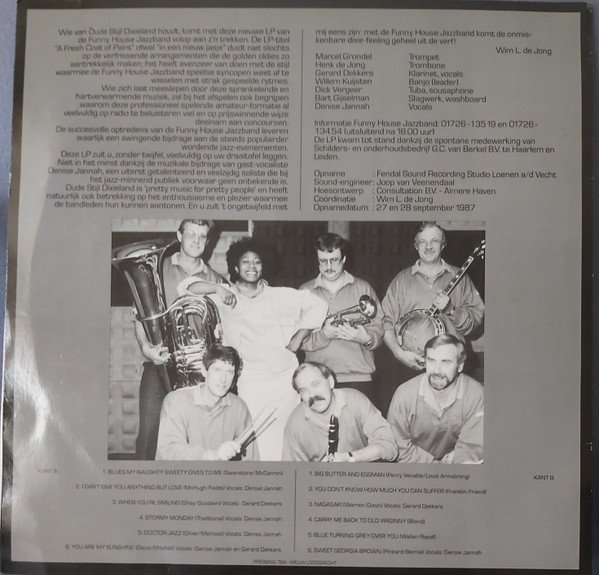 Wie van Oude Stijl Dixieland houdt, komt met deze nieuwe LP van
de Funny House Jazzband volop aan z'n trekken. De LP-titel
"A Fresh Coat of Paint" ofwel "in een nieuw jasje" duidt niet slechts
op de verfrissende arrangementen die de golden oldies zo
aantrekkelijk maken, het heeft evenzeer van doen met de stijl
waarmee de Funny House Jazzband speelse syncopen weet af te
wisselen met strak gespeelde rytmes.
Wie zich laat meeslepen door deze sprankelende en
hartverwarmende muziek, zal bij het afspelen ook begrijpen
waarom deze professioneel spelende amateur-formatie al
veelvuldig op radio te beluisteren viel en op prijswinnende wijze
deelnam aan concoursen.
De succesvolle optredens van de Funny House Jazzband leveren
waarlijk een swingende bijdrage aan de steeds populairder
wordende jazz-evenementen.
Deze LP zult u, zonder twijfel, veelvuldig op uw draaitafel leggen.
Niet in het minst dankzij de muzikale bijdrage van gast-vocaliste
Denise Jannah, een uiterst getalenteerd en veelzijdig soliste die bij
het jazz-minnend publiek voorwaar geen onbekende is.
Oude Stijl Dixieland is 'pretty music for pretty people' en heeft
natuurlijk ook betrekking op het enthousiasme en plezier waarmee
de bandleden hun kunnen aantonen. En u zult 't ongetwijfeld met
mij eens zijn: met de Funny House Jazzband komt de onmis-
kenbare dixie-feeling geheel uit de verf!
Wim L. de Jong
Marcel Grondel Trompet
Henk de Jong Trombone
Gerard Dekkers Klarinet, vocals
Willem Kuijsten Banjo (leader)
Dick Vergeer Tuba, sousaphone
Bart Gijselman Slagwerk, washboard
Denise Jannah Vocals
Informatie Funny House Jazzband: 01726-13519 en 01726-
13454 (uitsluitend na 18.00 uur)
De LP kwam tot stand dankzij de spontane medewerking van
Schilders- en onderhoudsbedrijf G.C. van Berkel B.V. te Haarlem en
Leiden.
Opname : Fendal Sound Recording Studio Loenen a/d Vecht
Sound-engineer : Joop van Veenendaal
Hoesontwerp : Consultation B.V. - Almere Haven
Coördinatie : Wim L. de Jong
Opnamedatum : 27 en 28 september 1987
KANT A
1. BLUES MY NAUGHTY SWEETY GIVES TO ME (Swanstone/McCarron)
2. I CAN'T GIVE YOU ANYTHING BUT LOVE (McHugh-Fields) Vocals: Denise Jannah
3. WHEN YOU'RE SMILING (Shay/Goodwin) Vocals: Gerard Dekkers
4. STORMY MONDAY (Traditional) Vocals: Denise Jannah
5. DOCTOR JAZZ (Oliver/Melrose) Vocals: Denise Jannah
6. YOU ARE MY SUNSHINE (Davis/Mitchell) Vocals: Denise Jannah en Gerard Dekkers
KANT B
1. BIG BUTTER AND EGGMAN (Percy Venable/Louis Armstrong)
2. YOU DON'T KNOW HOW MUCH YOU CAN SUFFER (Franklin/Friend)
3. NAGASAKI (Warren/Dixon) Vocals: Gerard Dekkers
4. CARRY ME BACK TO OLD VIRGINNY (Bland)
5. BLUE TURNING GREY OVER YOU (Waller/Razaf)
6. SWEET GEORGIA BROWN (Pinkard/Bernie) Vocals: Denise Jannah
PRESSING: TBA - NIEUW LOOSDRECHT